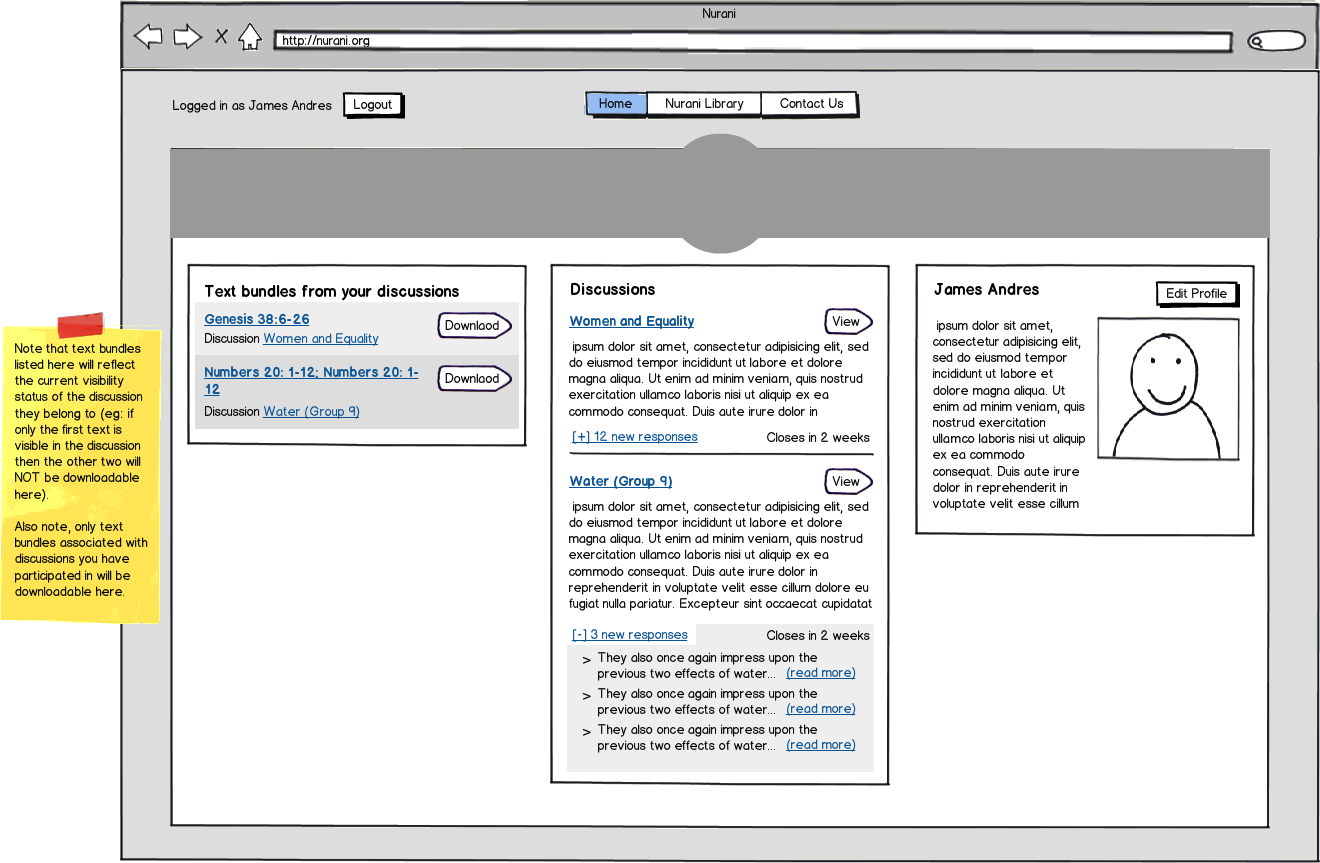 Nurani
http://nurani.org
Logged in as James Andres
Logout
Home
Nurani Library
Contact Us
Note that text bundles
listed here will reflect
the current visibility
status of the discussion
they belong to (eg: if
only the first text is
visible in the discussion
then the other two will
NOT be downloadable
here).
Also note, only text
bundles associated with
discussions you have
participated in will be
downloadable here.
Text bundles from your discussions
Genesis 38:6-26
Downlaod
Discussion Women and Equality
Numbers 20: 1-12; Numbers 20: 1-
12
Downlaod
Discussion Water (Group 9)
Discussions
Women and Equality
View
ipsum dolor sit amet, consectetur adipisicing elit, sed
do eiusmod tempor incididunt ut labore et dolore
magna aliqua. Ut enim ad minim veniam, quis nostrud
exercitation ullamco laboris nisi ut aliquip ex ea
commodo consequat. Duis aute irure dolor in
[+] 12 new responses
Closes in 2 weeks
Water (Group 9)
View
ipsum dolor sit amet, consectetur adipisicing elit, sed
do eiusmod tempor incididunt ut labore et dolore
magna aliqua. Ut enim ad minim veniam, quis nostrud
exercitation ullamco laboris nisi ut aliquip ex ea
commodo consequat. Duis aute irure dolor in
reprehenderit in voluptate velit esse cillum dolore eu
fugiat nulla pariatur. Excepteur sint occaecat cupidatat
[-] 3 new responses
Closes in 2 weeks
> They also once again impress upon the
previous two effects of water... (read more)
> They also once again impress upon the
previous two effects of water... (read more)
> They also once again impress upon the
previous two effects of water... (read more)
James Andres
Edit Profile
ipsum dolor sit amet,
consectetur adipisicing elit,
sed do eiusmod tempor
incididunt ut labore et
dolore magna aliqua. Ut
enim ad minim veniam, quis
nostrud exercitation
ullamco laboris nisi ut aliquip
ex ea commodo
consequat. Duis aute irure
dolor in reprehenderit in
voluptate velit esse cillum